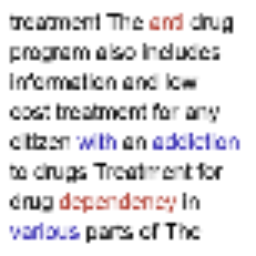 treatment The anti drug
program also includes
information and low
cost treatment for any
citizen with an addiction
to drugs Treatment for
drug dependency in
various parts of The